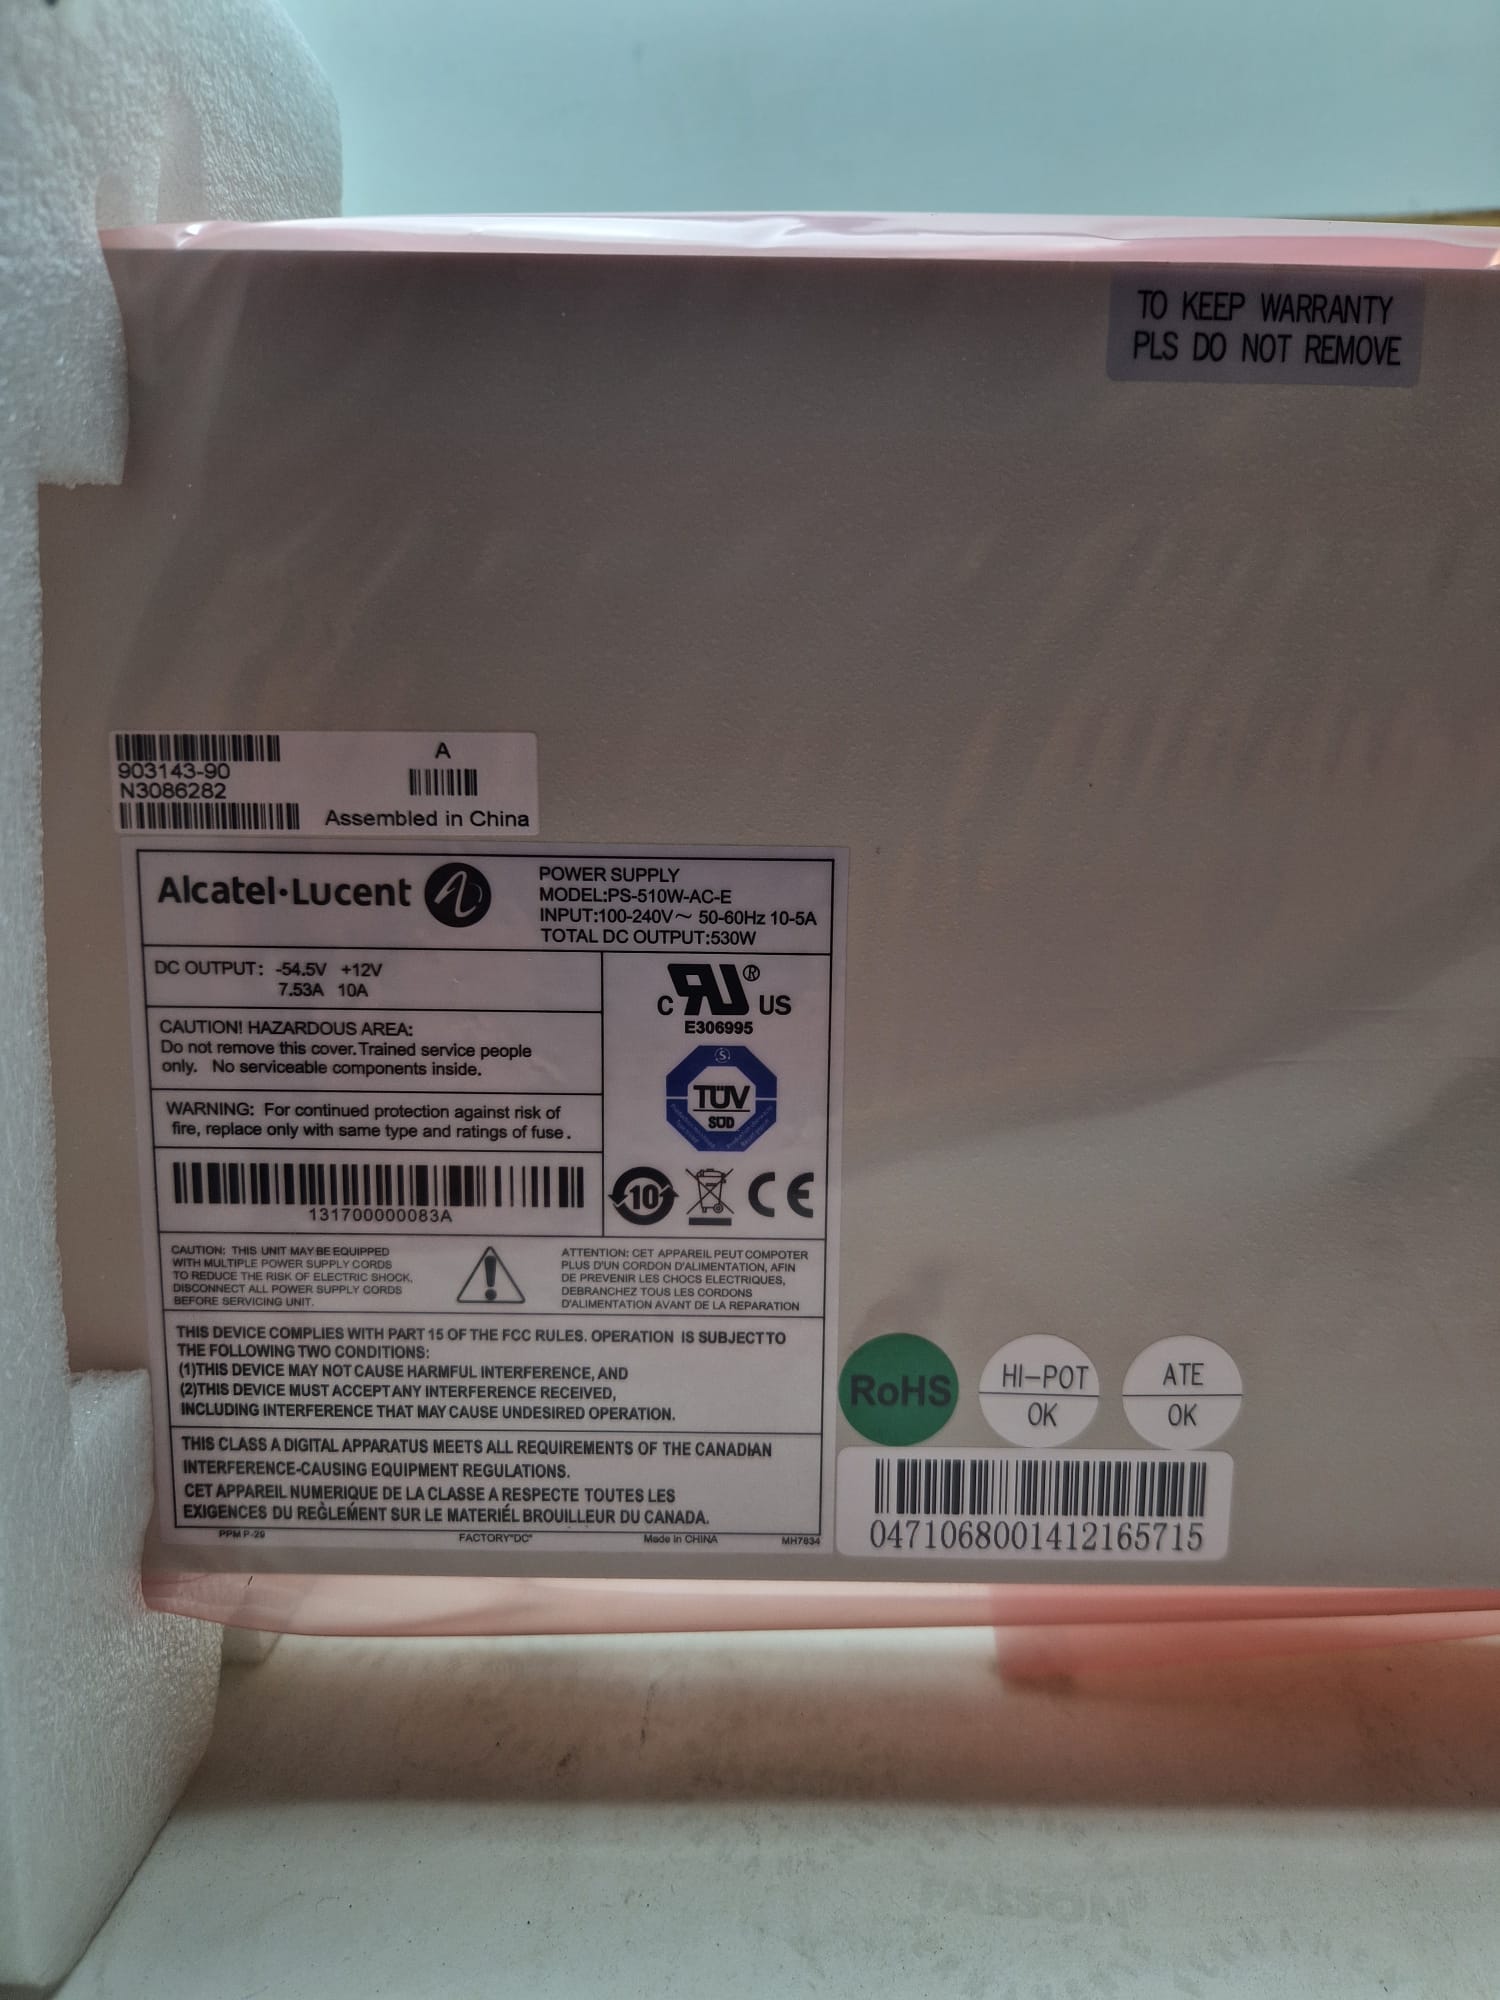 TO KEEP WARRANTY
PLS DO NOT REMOVE
903143-90
N3086282
A
Assembled in China
Alcatel·Lucent
POWER SUPPLY
MODEL:PS-510W-AC-E
INPUT:100-240V～ 50-60Hz 10-5A
TOTAL DC OUTPUT:530W
DC OUTPUT: -54.5V +12V
7.53A 10A
CAUTION! HAZARDOUS AREA:
Do not remove this cover. Trained service people
only. No serviceable components inside.
WARNING: For continued protection against risk of
fire, replace only with same type and ratings of fuse.
131700000083A
C RU ® US
E306995
TÜV
SÜD
10
CE
CAUTION: THIS UNIT MAY BE EQUIPPED
WITH MULTIPLE POWER SUPPLY CORDS
TO REDUCE THE RISK OF ELECTRIC SHOCK,
DISCONNECT ALL POWER SUPPLY CORDS
BEFORE SERVICING UNIT.
ATTENTION: CET APPAREIL PEUT COMPOTER
PLUS D'UN CORDON D'ALIMENTATION, AFIN
DE PREVENIR LES CHOCS ELECTRIQUES,
DEBRANCHEZ TOUS LES CORDONS
D'ALIMENTATION AVANT DE LA REPARATION
THIS DEVICE COMPLIES WITH PART 15 OF THE FCC RULES. OPERATION IS SUBJECT TO
THE FOLLOWING TWO CONDITIONS:
(1)THIS DEVICE MAY NOT CAUSE HARMFUL INTERFERENCE, AND
(2)THIS DEVICE MUST ACCEPT ANY INTERFERENCE RECEIVED,
INCLUDING INTERFERENCE THAT MAY CAUSE UNDESIRED OPERATION.
THIS CLASS A DIGITAL APPARATUS MEETS ALL REQUIREMENTS OF THE CANADIAN
INTERFERENCE-CAUSING EQUIPMENT REGULATIONS.
CET APPAREIL NUMERIQUE DE LA CLASSE A RESPECTE TOUTES LES
EXIGENCES DU RÈGLEMENT SUR LE MATERIÉL BROUILLEUR DU CANADA.
PPM P-29
FACTORY"DC"
Made in CHINA
MH7834
RoHS
HI-POT
OK
ATE
OK
0471068001412165715